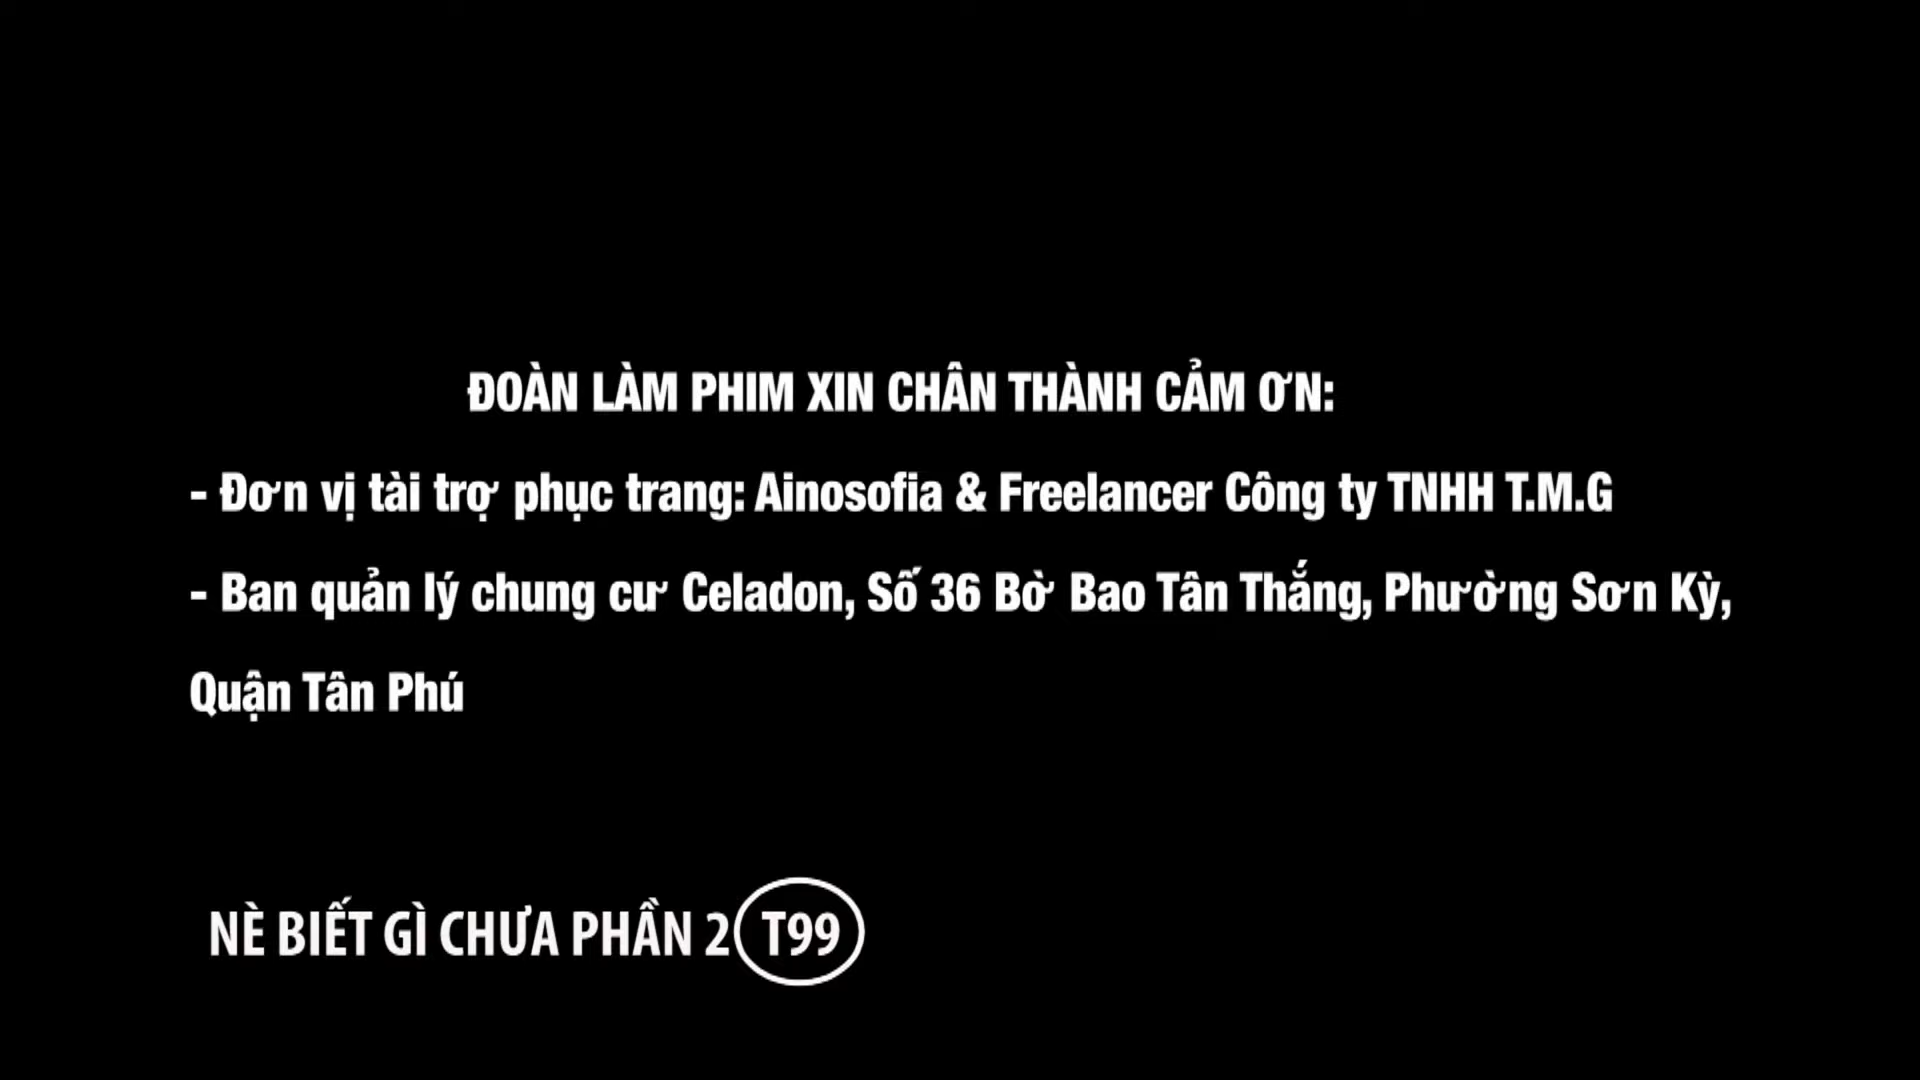 ĐOÀN LÀM PHIM XIN CHÂN THÀNH CẢM ƠN:
- Đơn vị tài trợ phục trang: Ainosofia & Freelancer Công ty TNHH T.M.G
- Ban quản lý chung cư Celadon, Số 36 Bờ Bao Tân Thắng, Phường Sơn Kỳ,
Quận Tân Phú
NÈ BIẾT GÌ CHƯA PHẦN 2 T99